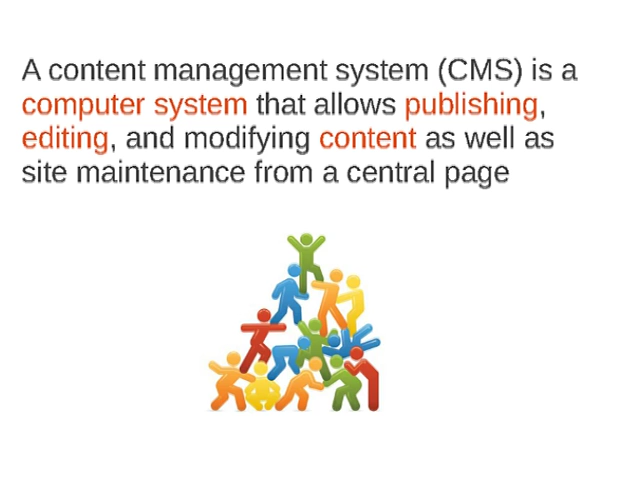 A content management system (CMS) is a
computer system that allows publishing,
editing, and modifying content as well as
site maintenance from a central page